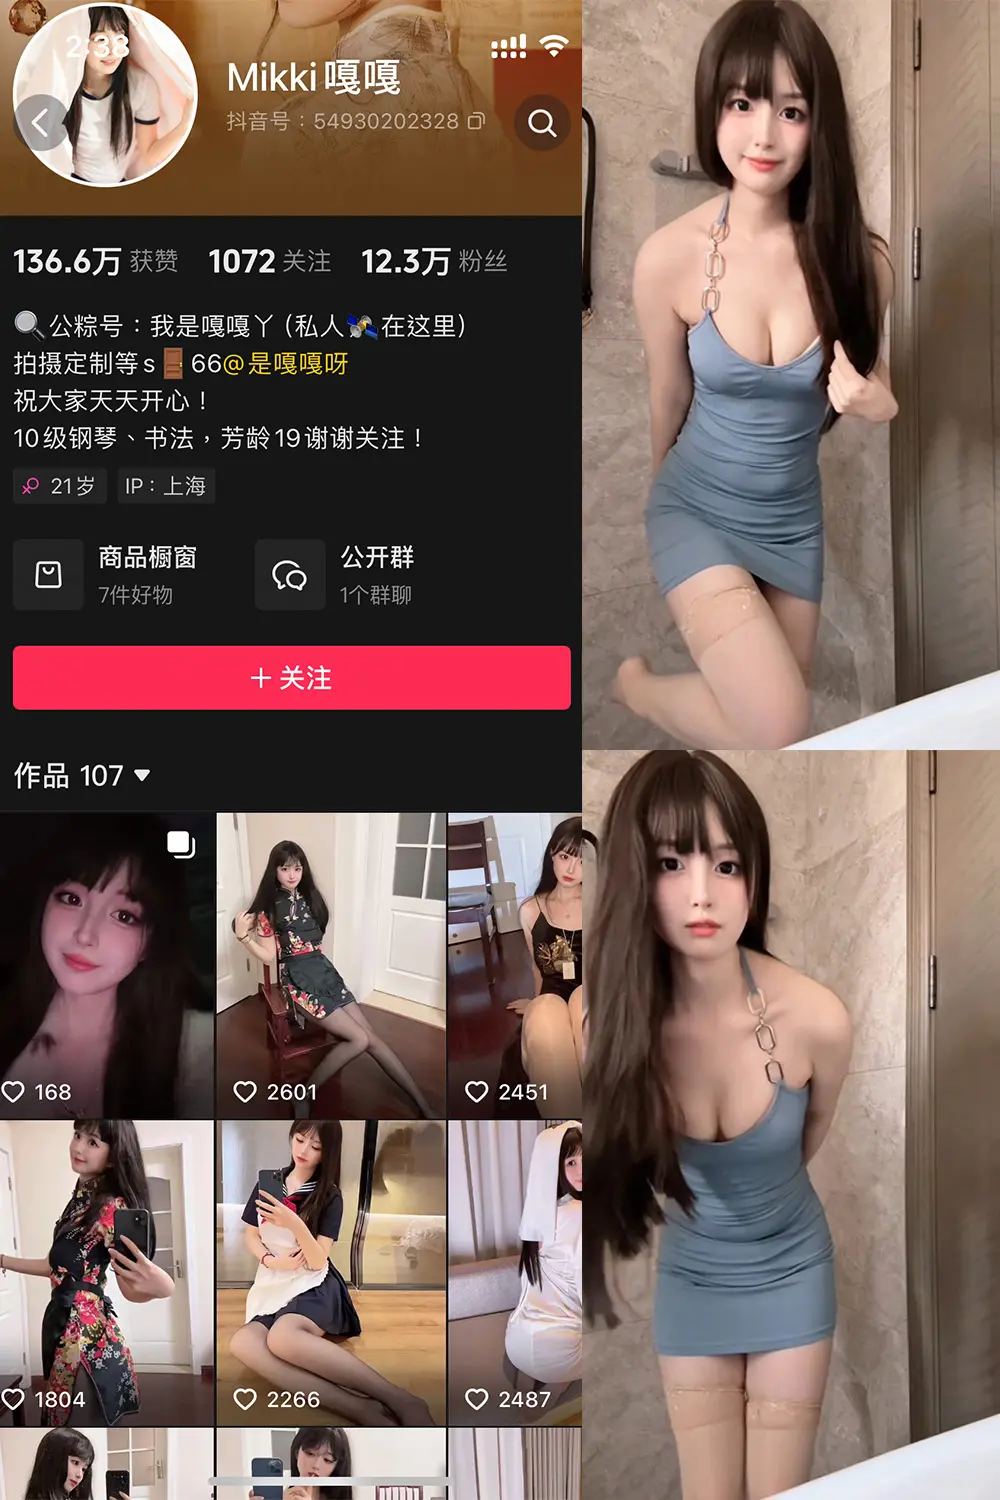 2:38
Mikki嘎嘎
抖音号：54930202328
136.6万 获赞 1072 关注 12.3万 粉丝
🔍公粽号：我是嘎嘎丫 (私人🛰️在这里)
拍摄定制等s🚪66@是嘎嘎呀
祝大家天天开心！
10级钢琴、书法，芳龄19谢谢关注！
♀ 21岁 IP：上海
商品橱窗 公开群
7件好物 1个群聊
+ 关注
作品 107
168 2601 2451
1804 2266 2487